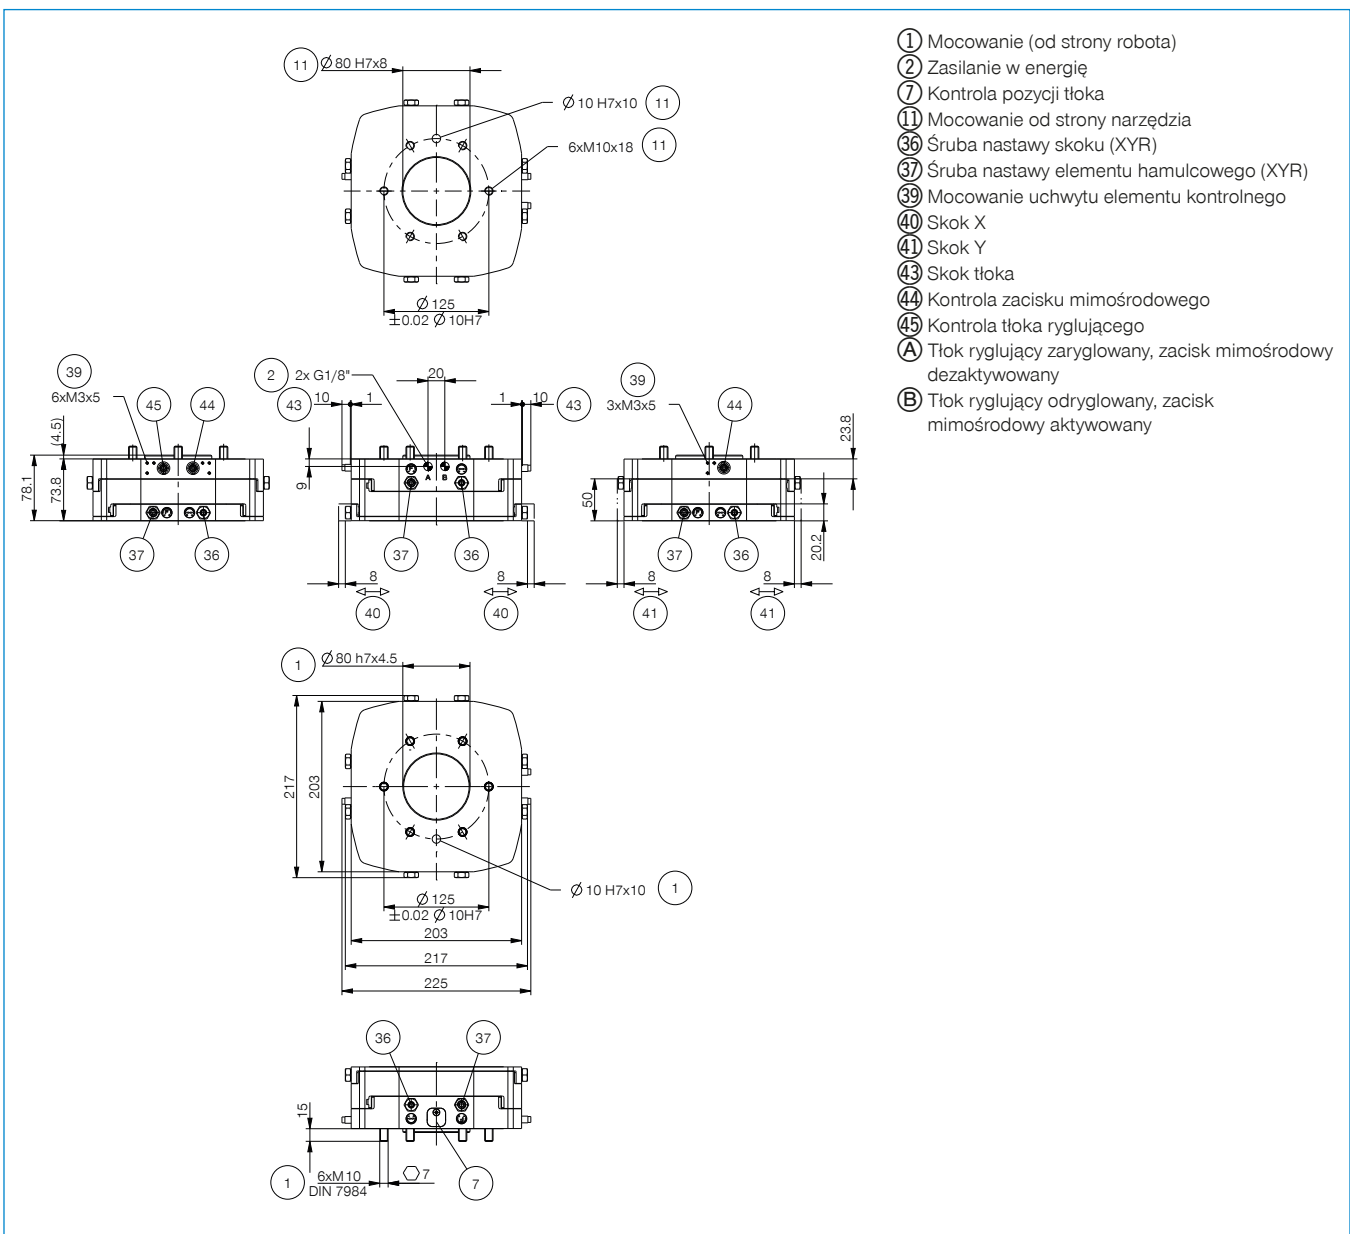 11 Ø 80 H7x8
Ø 10 H7x10 11
6xM10x18 11
Ø 125
±0.02 Ø 10H7
1 Mocowanie (od strony robota)
2 Zasilanie w energię
7 Kontrola pozycji tłoka
11 Mocowanie od strony narzędzia
36 Śruba nastawy skoku (XYR)
37 Śruba nastawy elementu hamulcowego (XYR)
39 Mocowanie uchwytu elementu kontrolnego
40 Skok X
41 Skok Y
43 Skok tłoka
44 Kontrola zacisku mimośrodowego
45 Kontrola tłoka ryglującego
A Tłok ryglujący zaryglowany, zacisk mimośrodowy
dezaktywowany
B Tłok ryglujący odryglowany, zacisk
mimośrodowy aktywowany
39
6xM3x5
45
44
(4.5)
78.1
73.8
37
36
2 2x G1/8"
20
43
10
1
1
10
43
9
A
B
37
36
8
8
40
40
39
3xM3x5
44
23.8
50
20.2
37
36
8
8
41
41
1 Ø 80 h7x4.5
217
203
Ø 10 H7x10 1
Ø 125
±0.02 Ø 10H7
203
217
225
36
37
15
1
6xM10
DIN 7984
7
7